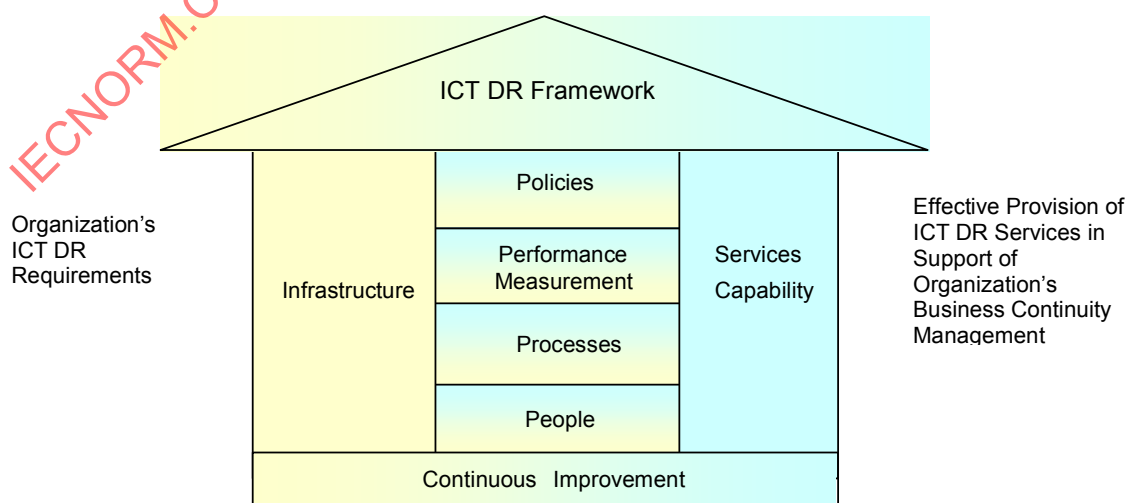 IECNORM.C
ICT DR Framework
Organization's
ICT DR
Requirements
Infrastructure
Policies
Performance
Measurement
Processes
People
Services
Capability
Effective Provision of
ICT DR Services in
Support of
Organization's
Business Continuity
Management
Continuous Improvement